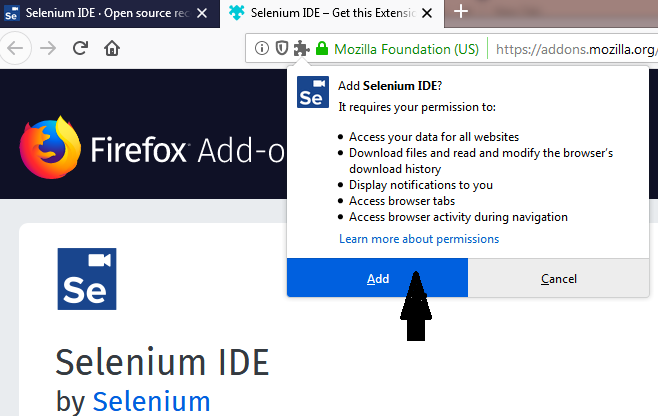 Selenium IDE · Open source rec
Selenium IDE – Get this Extensio
Mozilla Foundation (US)
https://addons.mozilla.org/
Add Selenium IDE?
Se
It requires your permission to:
• Access your data for all websites
• Download files and read and modify the browser's
download history
• Display notifications to you
• Access browser tabs
• Access browser activity during navigation
Learn more about permissions
Add
Cancel
Firefox Add-o
Se
Selenium IDE
by Selenium